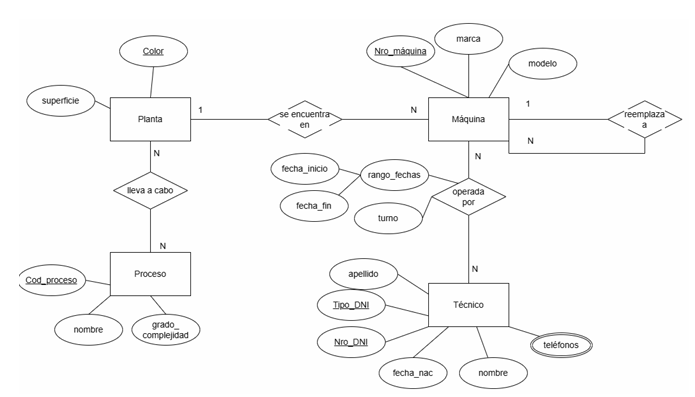 Color
superficie
Planta
1
se encuentra
en
N
Nro_máquina
marca
modelo
Máquina
1
N
reemplaza
a
N
lleva a cabo
N
fecha_inicio
rango_fechas
fecha_fin
turno
N
operada
por
N
Cod_proceso
Proceso
nombre
grado_
complejidad
apellido
Tipo_DNI
Nro_DNI
Técnico
fecha_nac
nombre
teléfonos